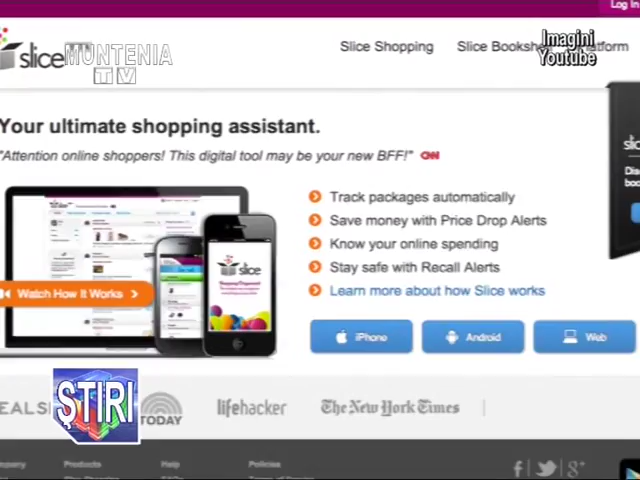 Log In
Imagini
Youtube
slice
MUNTENIA
TV
Slice Shopping
Slice Bookshelf
Your ultimate shopping assistant.
"Attention online shoppers! This digital tool may be your new BFF!" CNN
Track packages automatically
Save money with Price Drop Alerts
Know your online spending
Stay safe with Recall Alerts
Learn more about how Slice works
slice
Watch How It Works
iPhone
Android
Web
ŞTIRI
TODAY
lifehacker
The New York Times
Products
Help
Policies